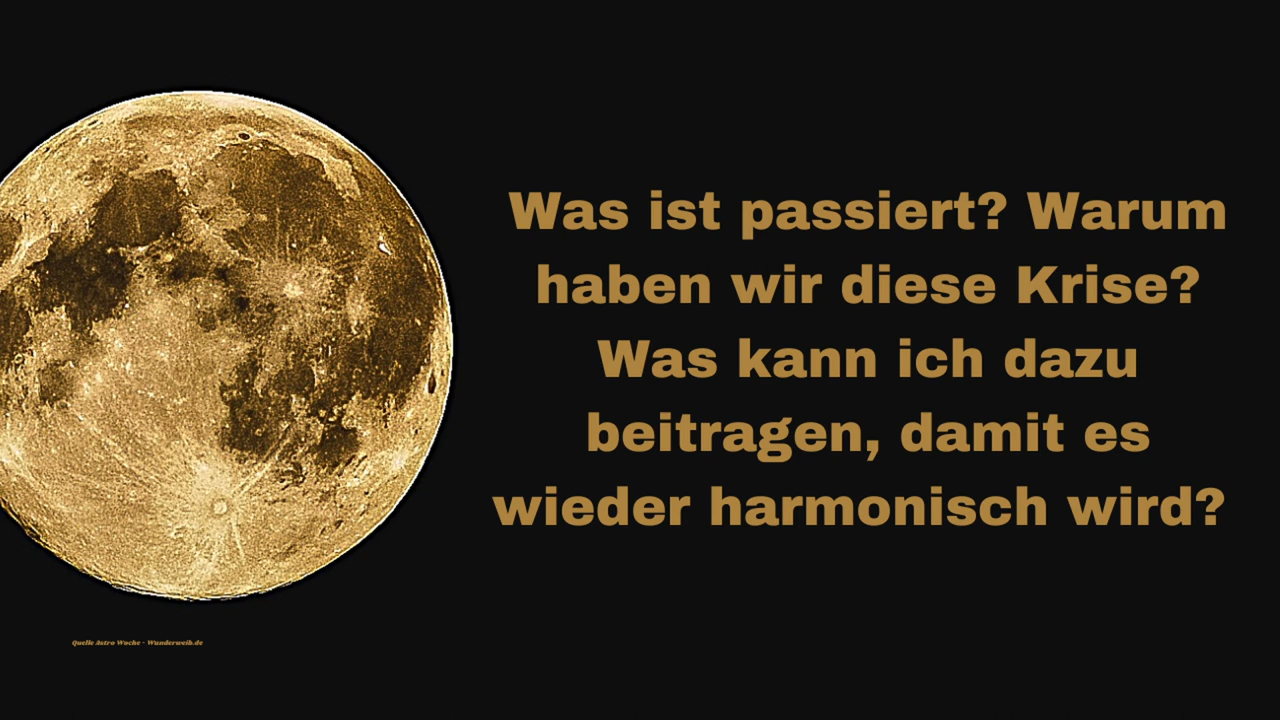 Was ist passiert? Warum
haben wir diese Krise?
Was kann ich dazu
beitragen, damit es
wieder harmonisch wird?
Quelle Astro Woche - Wunderweib.de